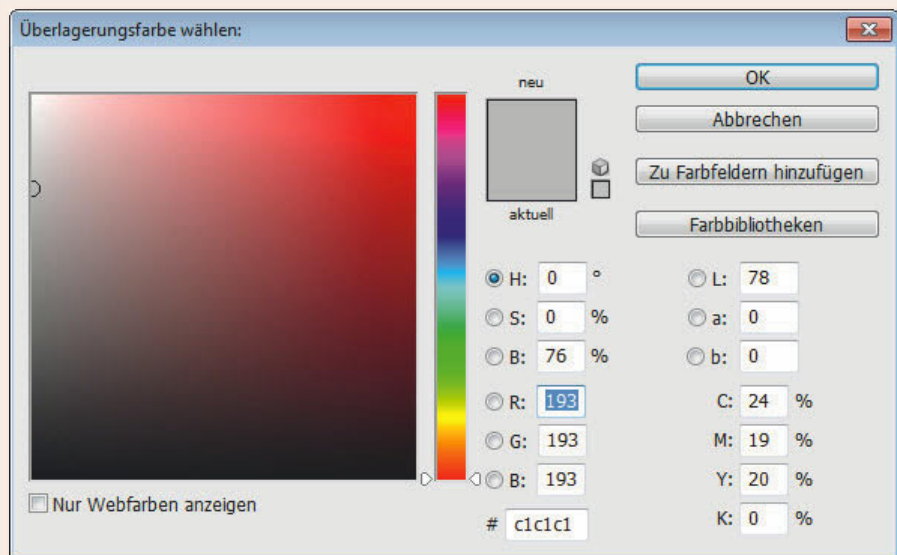 Überlagerungsfarbe wählen:
neu
aktuell
OK
Abbrechen
Zu Farbfeldern hinzufügen
Farbbibliotheken
H: 0 °
S: 0 %
B: 76 %
R: 193
G: 193
B: 193
# c1c1c1
L: 78
a: 0
b: 0
C: 24 %
M: 19 %
Y: 20 %
K: 0 %
Nur Webfarben anzeigen